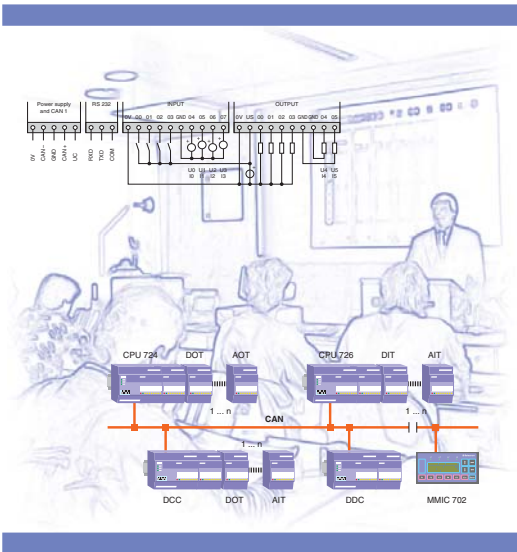 Power supply
and CAN 1
RS 232
INPUT
OUTPUT
0V 00 01 02 03 GND 04 05 06 07
0V US 00 01 02 03 GND GND 04 05
0V
CAN–
GND
CAN+
UC
RXD
TXD
COM
U0 U1 U2 U3
I0 I1 I2 I3
U4 U5
I4 I5
CPU 724 DOT AOT CPU 726 DIT AIT
1 ... n 1 ... n
CAN
1 ... n
DCC DOT AIT DDC MMIC 702